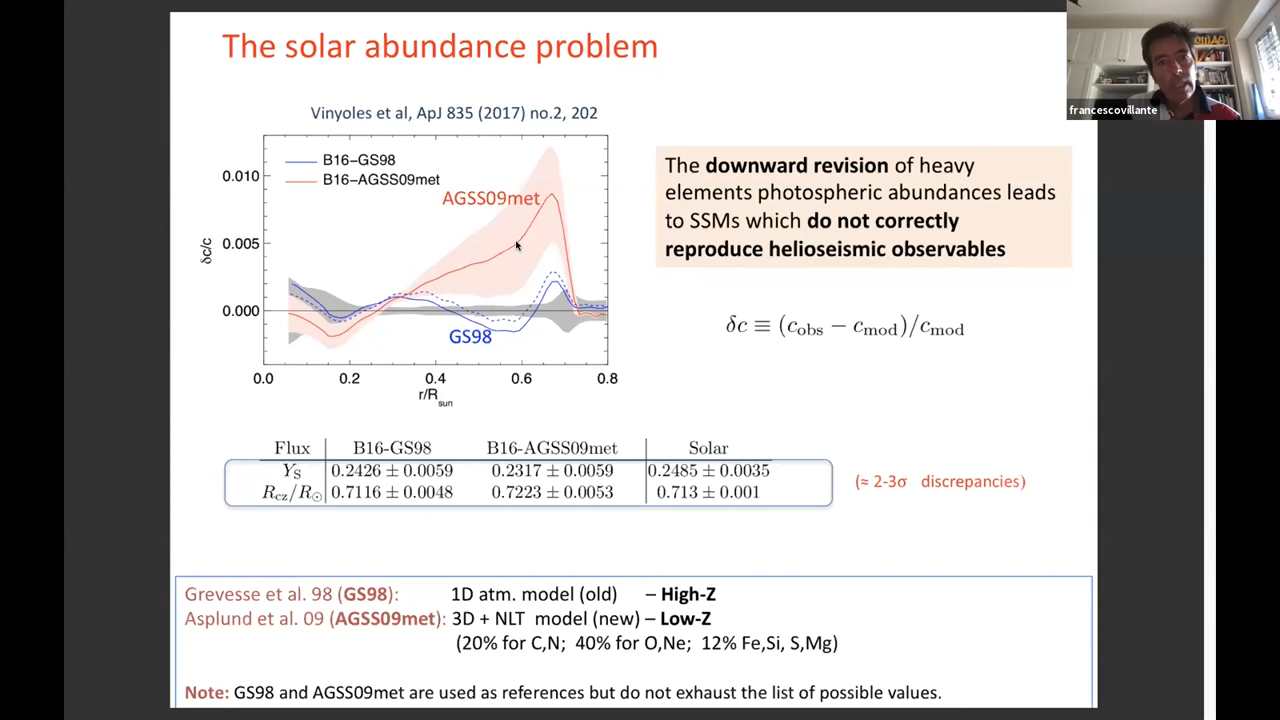 The solar abundance problem
francescovillante
Vinyoles et al, ApJ 835 (2017) no.2, 202
B16−GS98
B16−AGSS09met
AGSS09met
GS98
0.010
0.005
0.000
δc/c
0.0 0.2 0.4 0.6 0.8
r/R_sun
The downward revision of heavy
elements photospheric abundances leads
to SSMs which do not correctly
reproduce helioseismic observables
δc ≡ (c_obs − c_mod)/c_mod
Flux B16-GS98 B16-AGSS09met Solar
Y_S 0.2426 ± 0.0059 0.2317 ± 0.0059 0.2485 ± 0.0035
R_cz/R_⊙ 0.7116 ± 0.0048 0.7223 ± 0.0053 0.713 ± 0.001
(≈ 2-3σ discrepancies)
Grevesse et al. 98 (GS98): 1D atm. model (old) – High-Z
Asplund et al. 09 (AGSS09met): 3D + NLT model (new) – Low-Z
(20% for C,N; 40% for O,Ne; 12% Fe,Si, S,Mg)
Note: GS98 and AGSS09met are used as references but do not exhaust the list of possible values.